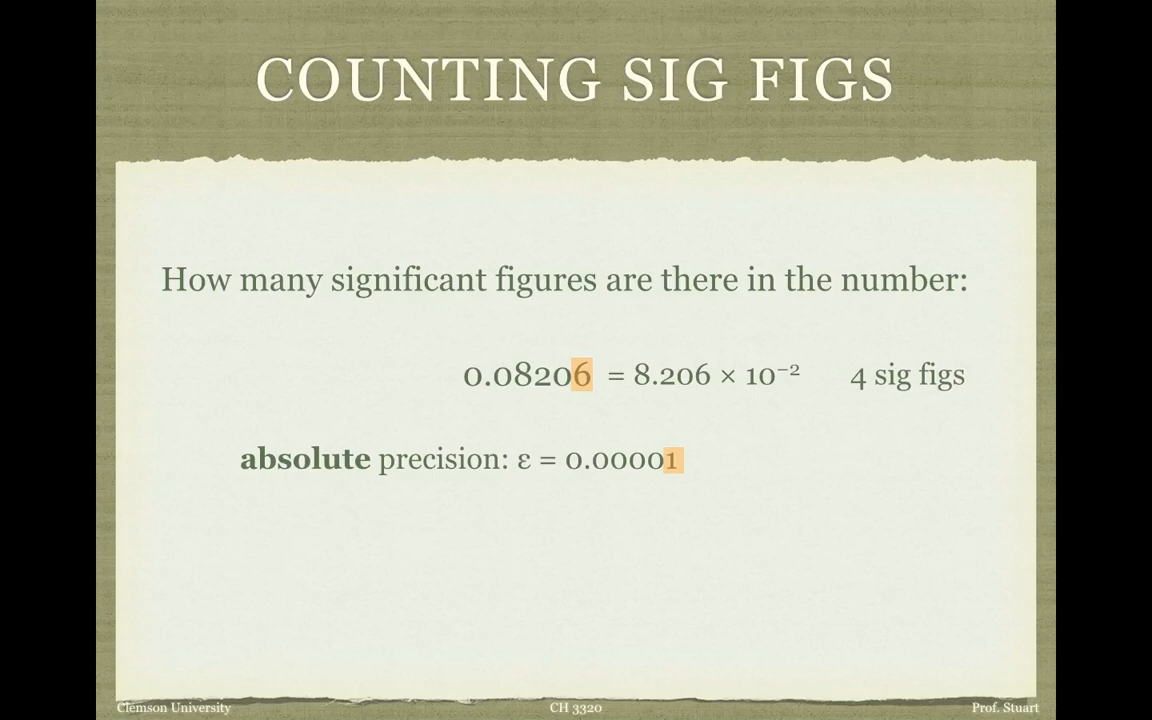 COUNTING SIG FIGS
How many significant figures are there in the number:
0.08206 = 8.206 × 10⁻² 4 sig figs
absolute precision: ε = 0.00001
Clemson University CH 3320 Prof. Stuart